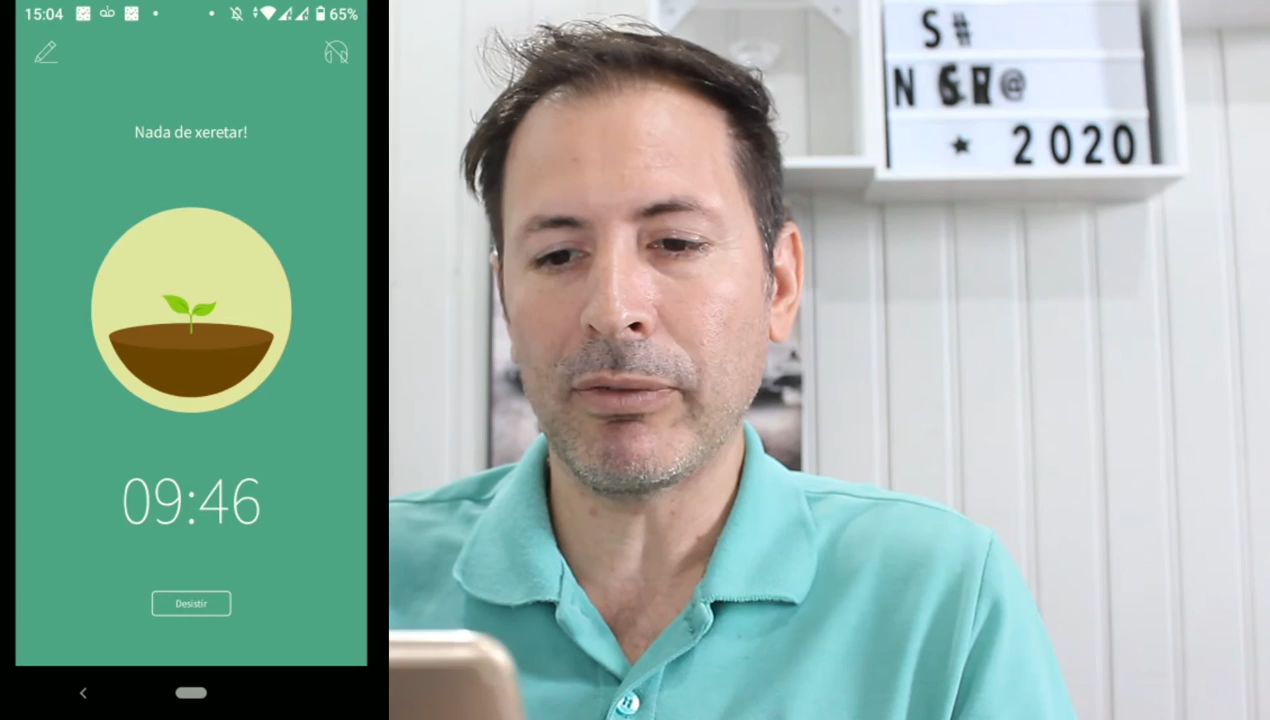 15:04
65%
Nada de xeretar!
09:46
Desistir
S#
N @
★ 2020